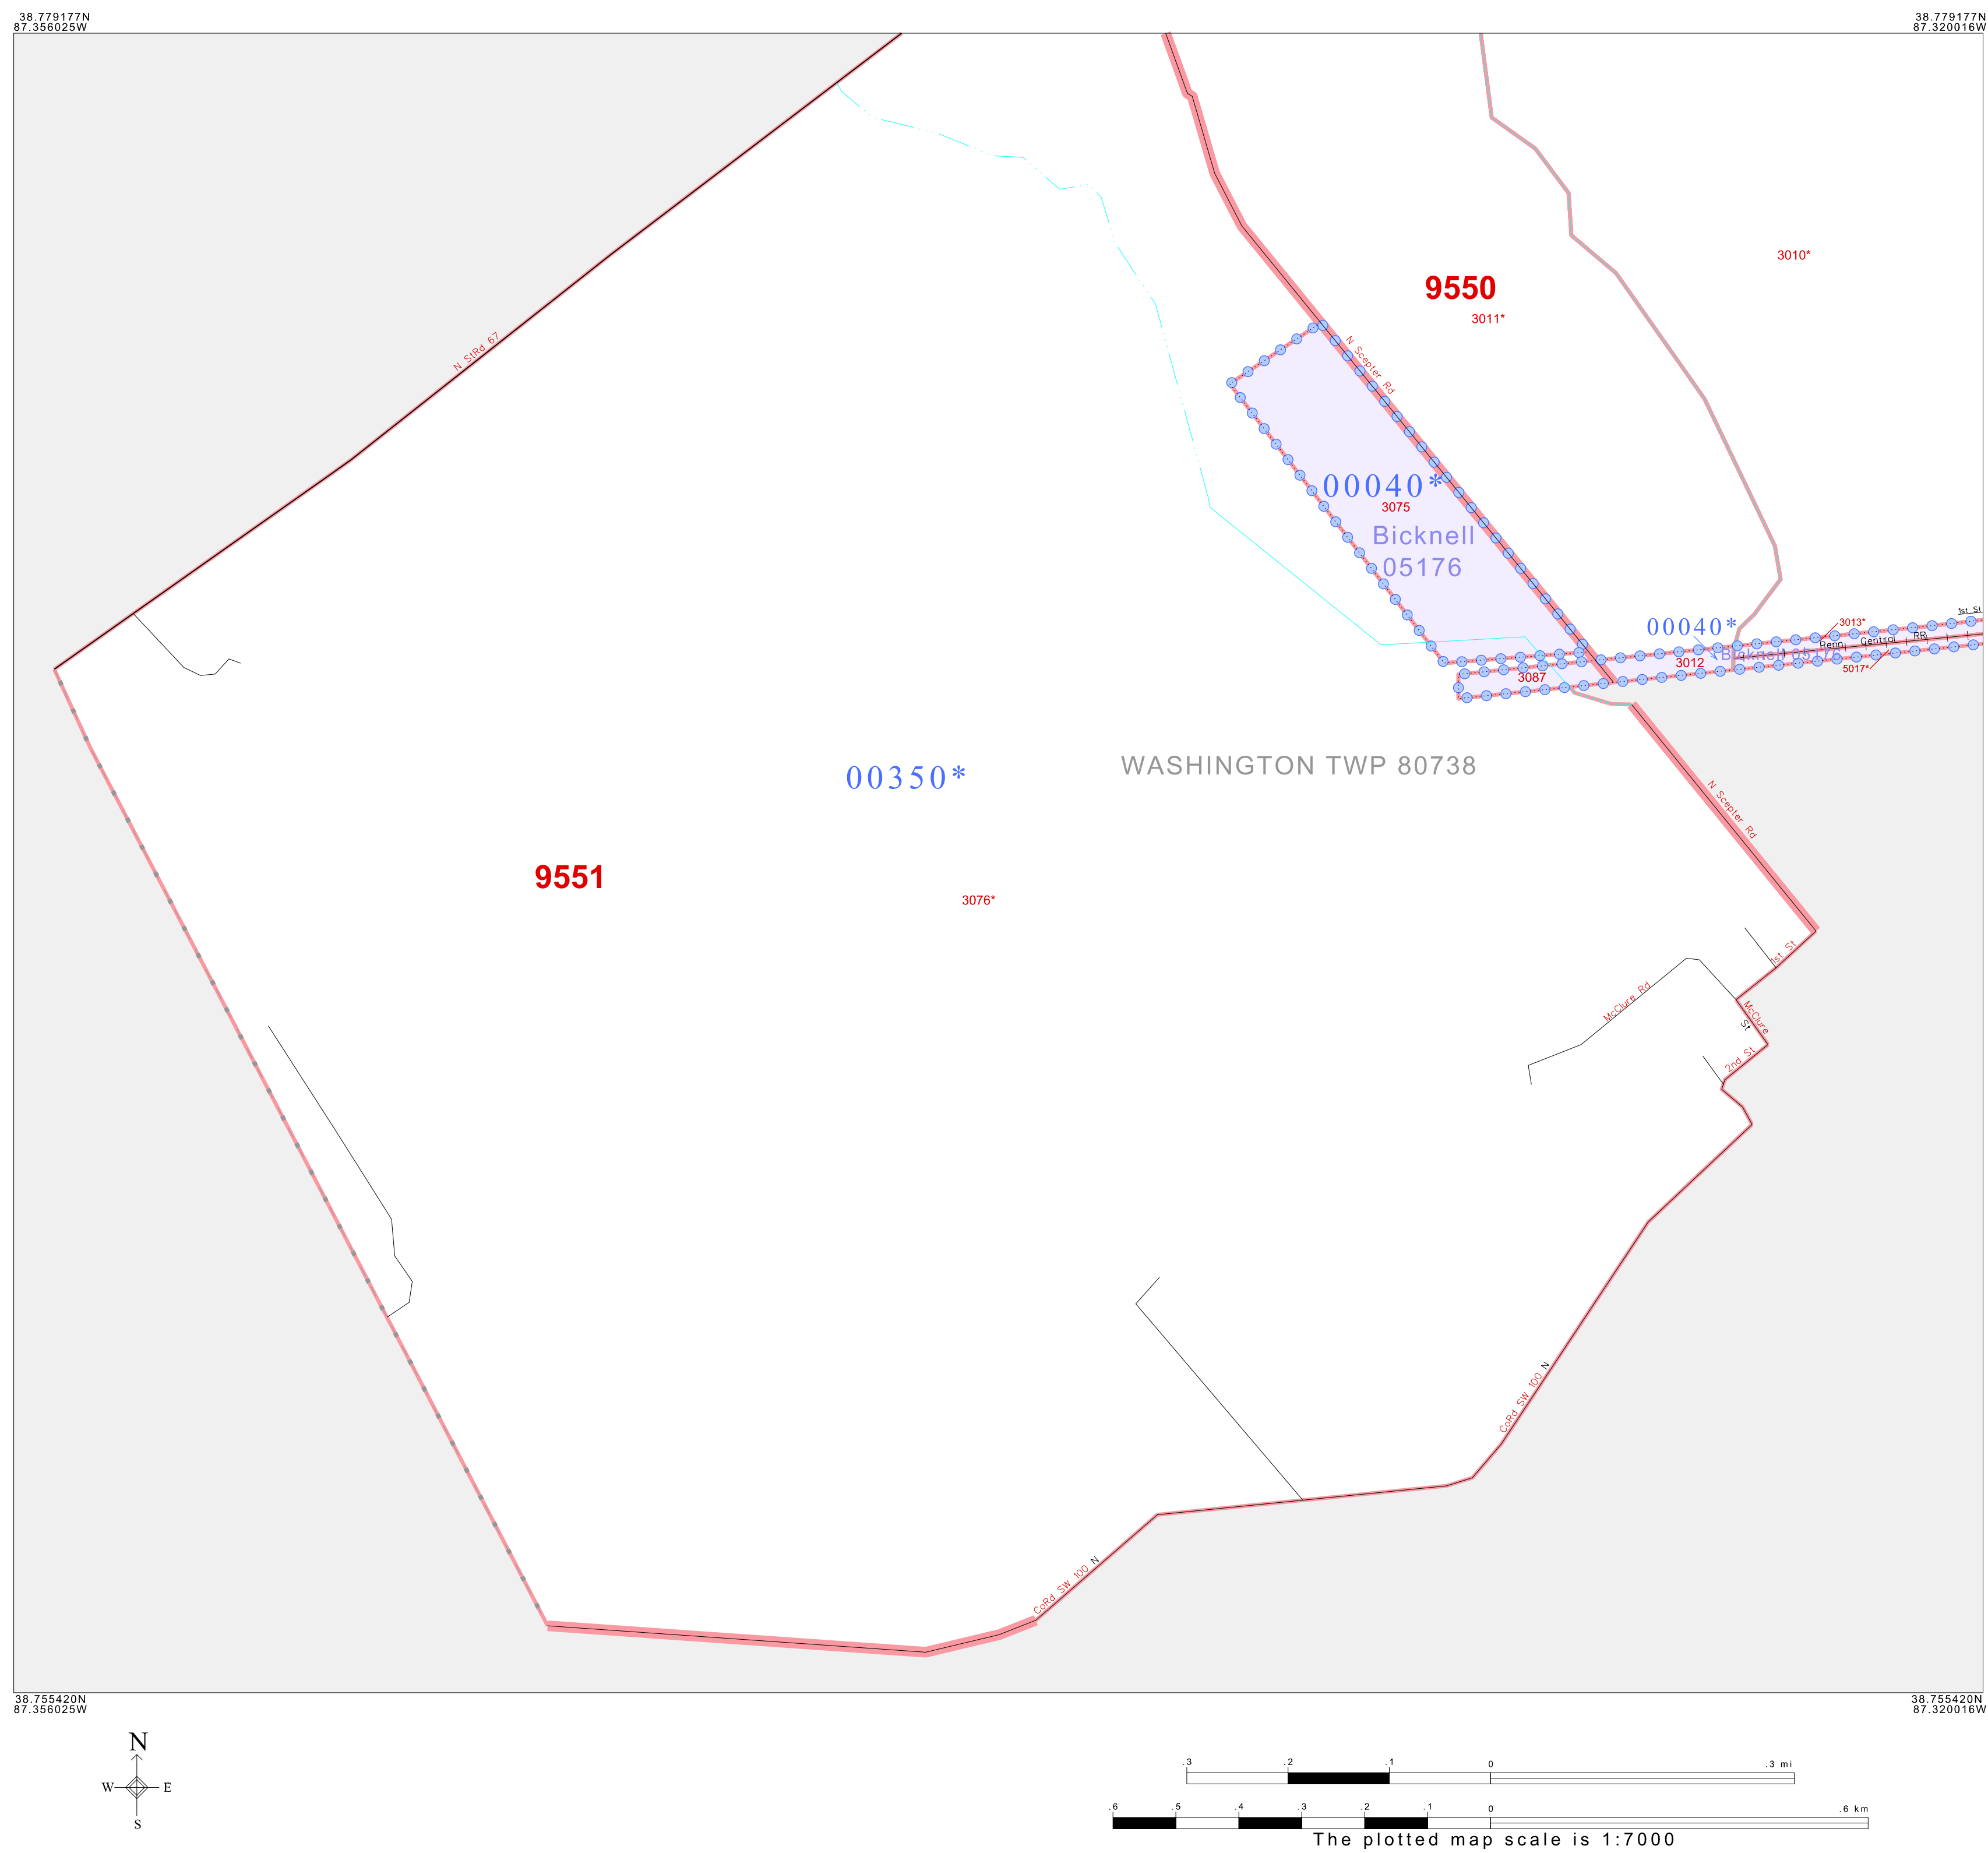 38.779177N
87.356025W
38.779177N
87.320016W
N StRd 67
3010*
9550
3011*
N Scepter Rd
00040*
3075
Bicknell
05176
1st St
00040*
3013*
Penn Central RR
Bicknell 05176
3012
5017*
3087
WASHINGTON TWP 80738
00350*
N Scepter Rd
9551
3076*
1st St
McClure Rd
McClure
St
2nd St
CoRd SW 100 N
CoRd SW 100 N
38.755420N
87.356025W
38.755420N
87.320016W
N
W E
S
.3 .2 .1 0 .3 mi
.6 .5 .4 .3 .2 .1 0 .6 km
The plotted map scale is 1:7000